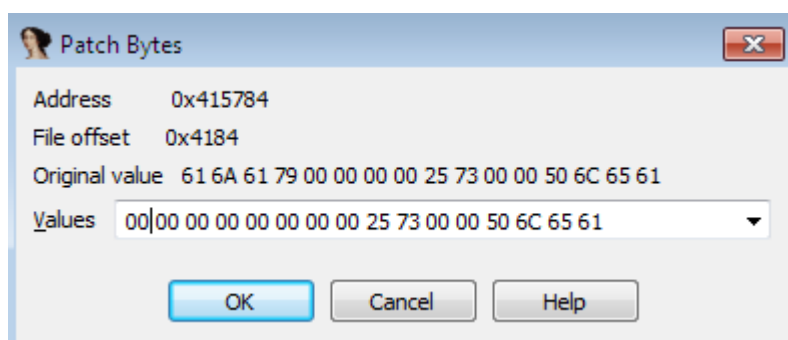 Patch Bytes
Address 0x415784
File offset 0x4184
Original value 61 6A 61 79 00 00 00 00 25 73 00 00 50 6C 65 61
Values 00 00 00 00 00 00 00 00 25 73 00 00 50 6C 65 61
OK Cancel Help